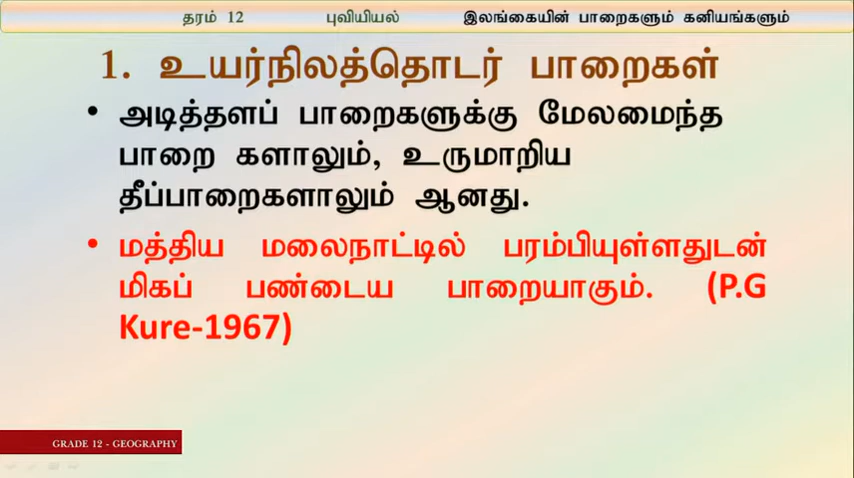 தரம் 12 புவியியல் இலங்கையின் பாறைகளும் கனியங்களும்
1. உயர்நிலத்தொடர் பாறைகள்
• அடித்தளப் பாறைகளுக்கு மேலமைந்த
பாறை களாலும், உருமாறிய
தீப்பாறைகளாலும் ஆனது.
• மத்திய மலைநாட்டில் பரம்பியுள்ளதுடன்
மிகப் பண்டைய பாறையாகும். (P.G
Kure-1967)
GRADE 12 - GEOGRAPHY